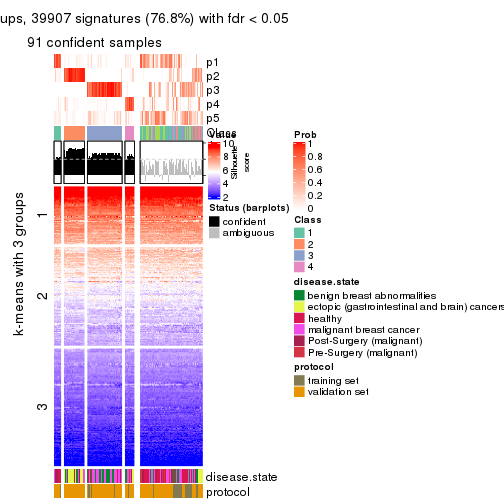 ups, 39907 signatures (76.8%) with fdr < 0.05
91 confident samples
p1
p2
p3
p4
p5
Class
k-means with 3 groups
1
2
3
disease.state
protocol
Value
10
8
6
4
2
Silhouette
score
Status (barplots)
confident
ambiguous
Prob
1
0.8
0.6
0.4
0.2
0
Class
1
2
3
4
disease.state
benign breast abnormalities
ectopic (gastrointestinal and brain) cancers
healthy
malignant breast cancer
Post-Surgery (malignant)
Pre-Surgery (malignant)
protocol
training set
validation set